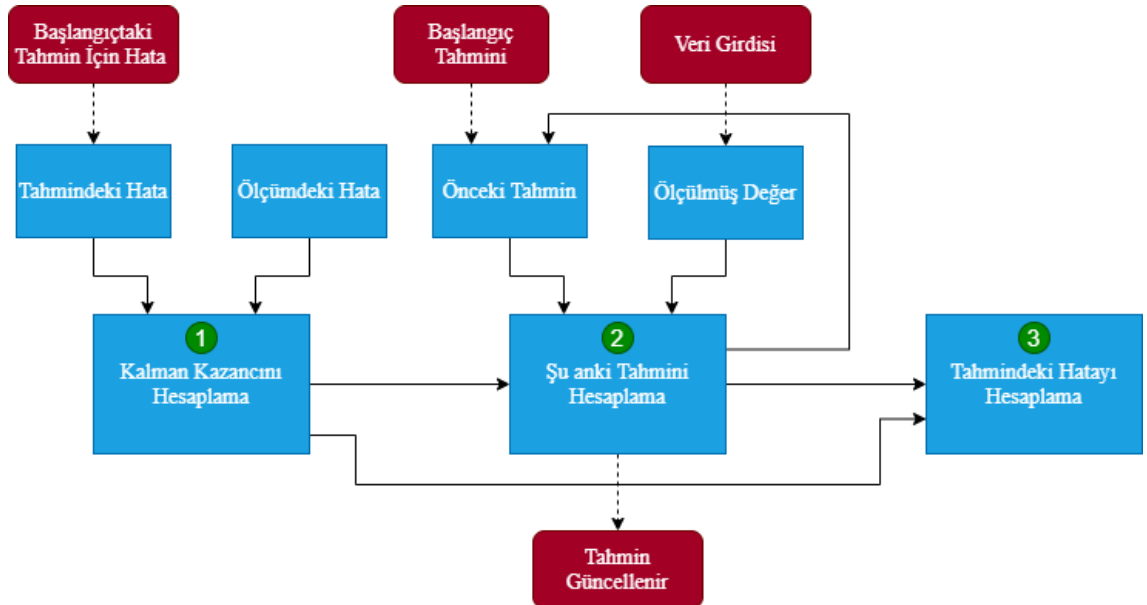 Başlangıçtaki
Tahmin İçin Hata
Başlangıç
Tahmini
Veri Girdisi
Tahmindeki Hata
Ölçümdeki Hata
Önceki Tahmin
Ölçülmüş Değer
1
Kalman Kazancını
Hesaplama
2
Şu anki Tahmini
Hesaplama
3
Tahmindeki Hatayı
Hesaplama
Tahmin
Güncellenir